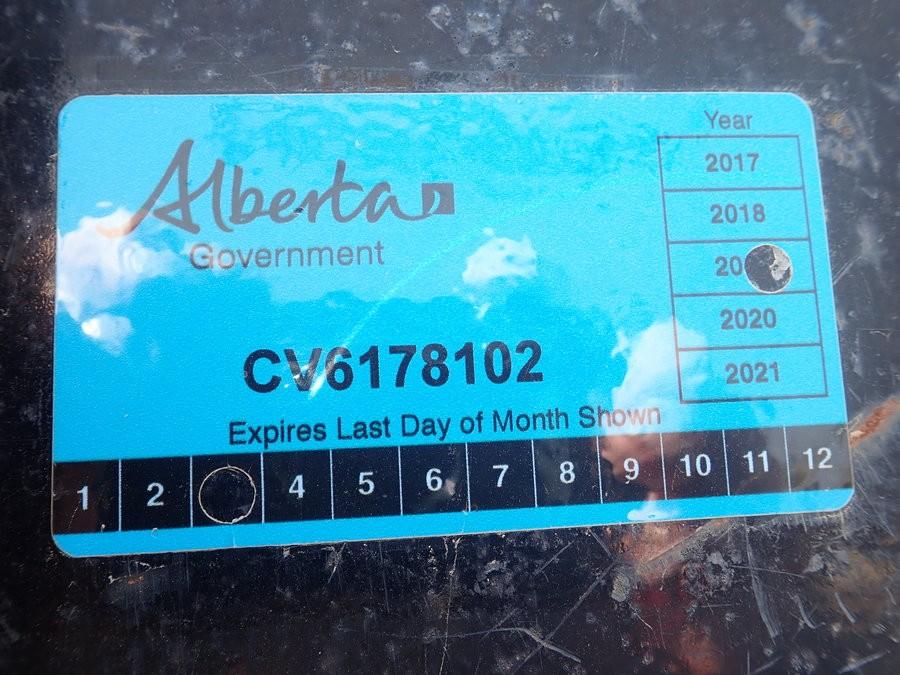 Alberta
Government
Year
2017
2018
20
2020
2021
CV6178102
Expires Last Day of Month Shown
1 2 4 5 6 7 8 9 10 11 12